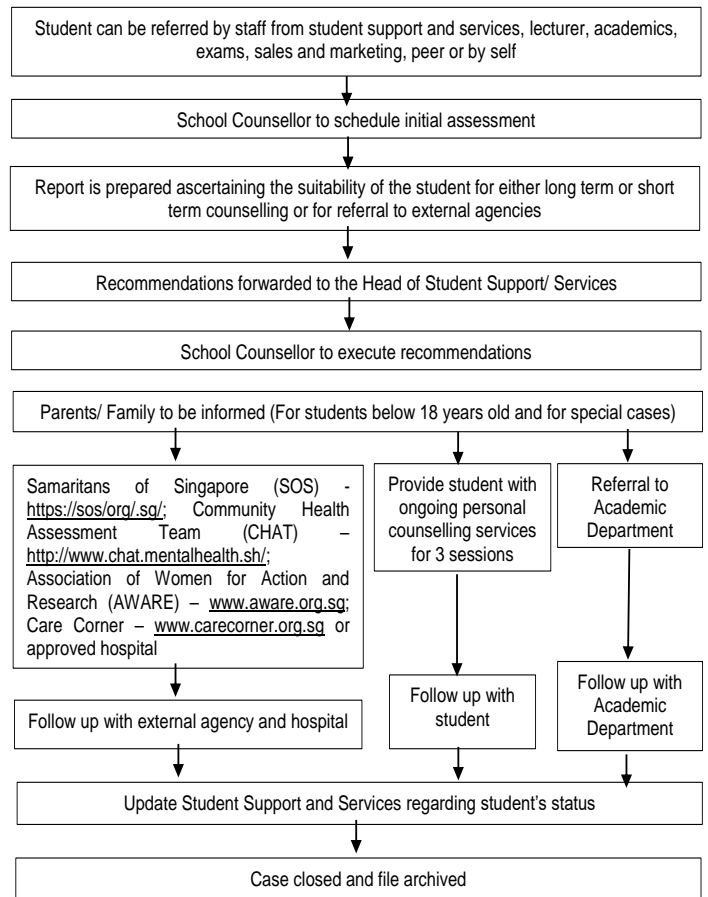 Student can be referred by staff from student support and services, lecturer, academics,
exams, sales and marketing, peer or by self
School Counsellor to schedule initial assessment
Report is prepared ascertaining the suitability of the student for either long term or short
term counselling or for referral to external agencies
Recommendations forwarded to the Head of Student Support/ Services
School Counsellor to execute recommendations
Parents/ Family to be informed (For students below 18 years old and for special cases)
Samaritans of Singapore (SOS) -
https://sos/org/.sg/; Community Health
Assessment Team (CHAT) –
http://www.chat.mentalhealth.sh/;
Association of Women for Action and
Research (AWARE) – www.aware.org.sg;
Care Corner – www.carecorner.org.sg or
approved hospital
Provide student with
ongoing personal
counselling services
for 3 sessions
Referral to
Academic
Department
Follow up with external agency and hospital
Follow up with
student
Follow up with
Academic
Department
Update Student Support and Services regarding student’s status
Case closed and file archived